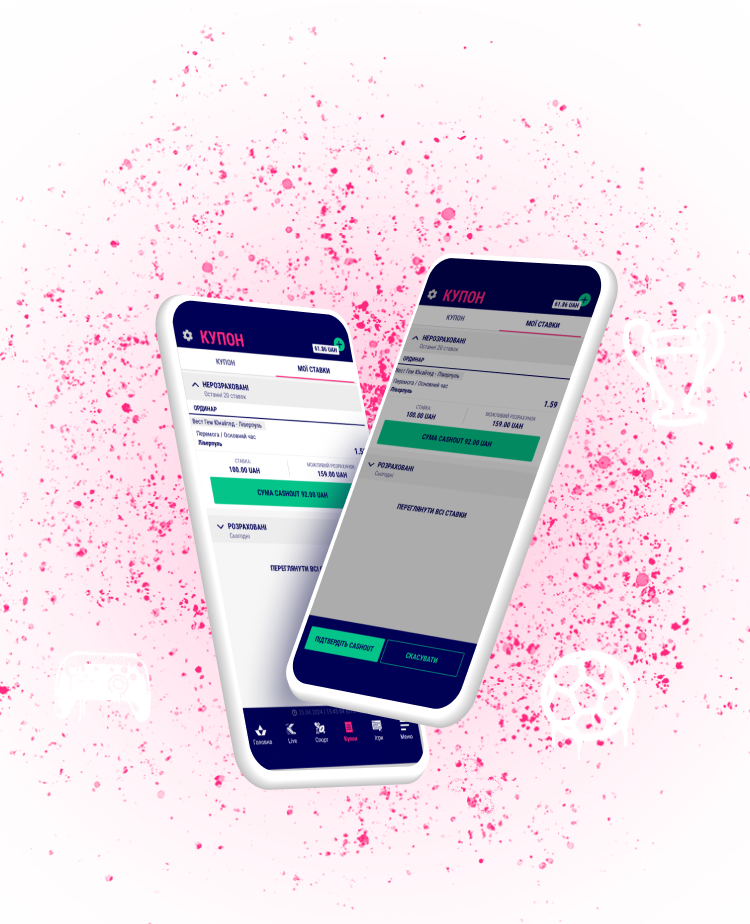 КУПОН
61.86 UAH
КУПОН
МОЇ СТАВКИ
НЕРОЗРАХОВАНІ
Останні 20 ставок
ОРДИНАР
Вест Гем Юнайтед - Ліверпуль
Перемога / Основний час
Ліверпуль
1.5
СТАВКА
МОЖЛИВИЙ РОЗРАХУНОК
100.00 UAH
159.00 UAH
СУМА CASHOUT 92.00 UAH
РОЗРАХОВАНІ
Сьогодні
ПЕРЕГЛЯНУТИ ВСІ
Головна
Live
Спорт
Купон
Ігри
Меню
КУПОН
61.86 UAH
КУПОН
МОЇ СТАВКИ
НЕРОЗРАХОВАНІ
Останні 20 ставок
ОРДИНАР
Вест Гем Юнайтед - Ліверпуль
Перемога / Основний час
Ліверпуль
1.59
СТАВКА
МОЖЛИВИЙ РОЗРАХУНОК
100.00 UAH
159.00 UAH
СУМА CASHOUT 92.00 UAH
РОЗРАХОВАНІ
Сьогодні
ПЕРЕГЛЯНУТИ ВСІ СТАВКИ
ПІДТВЕРДІТЬ CASHOUT
СКАСУВАТИ